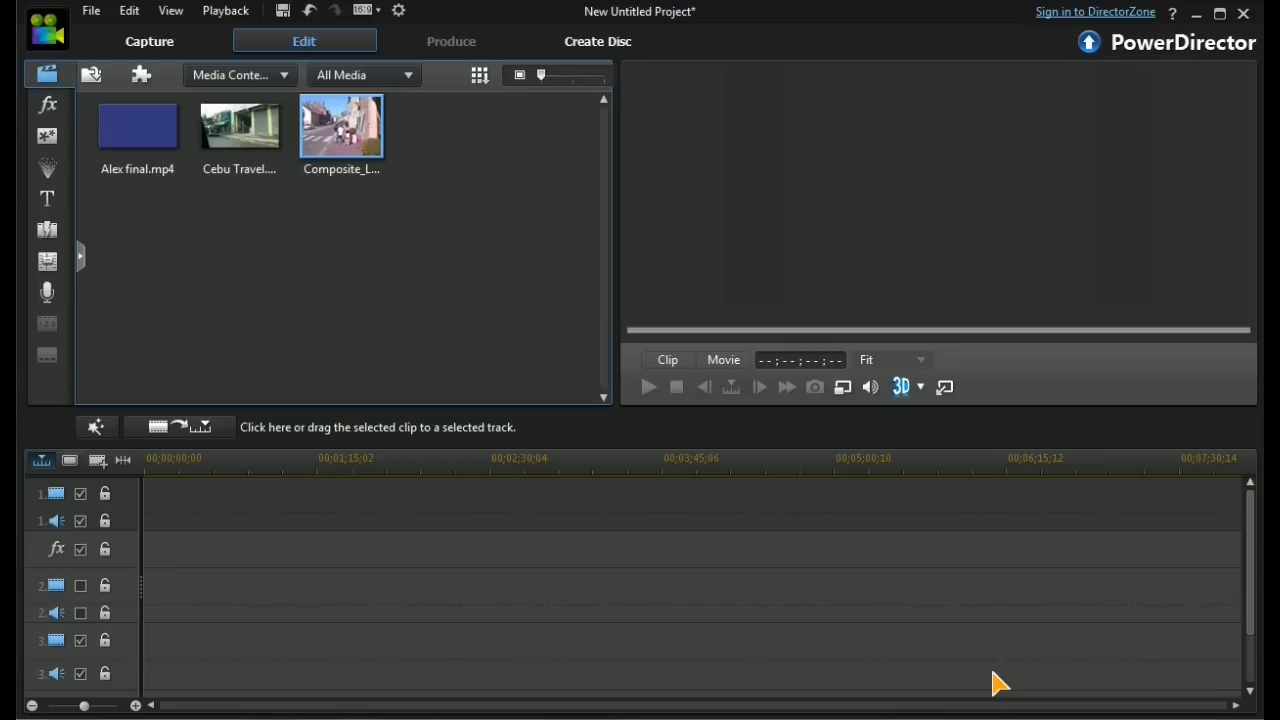 File Edit View Playback 16:9 New Untitled Project* Sign in to DirectorZone ?
Capture Edit Produce Create Disc PowerDirector
Media Conte... All Media
fx
T
Alex final.mp4 Cebu Travel.... Composite_L...
Clip Movie --;--;--;-- Fit
3D
Click here or drag the selected clip to a selected track.
00;00;00;00 00;01;15;02 00;02;30;04 00;03;45;06 00;05;00;10 00;06;15;12 00;07;30;14
1.
1.
fx
2.
2.
3.
3.